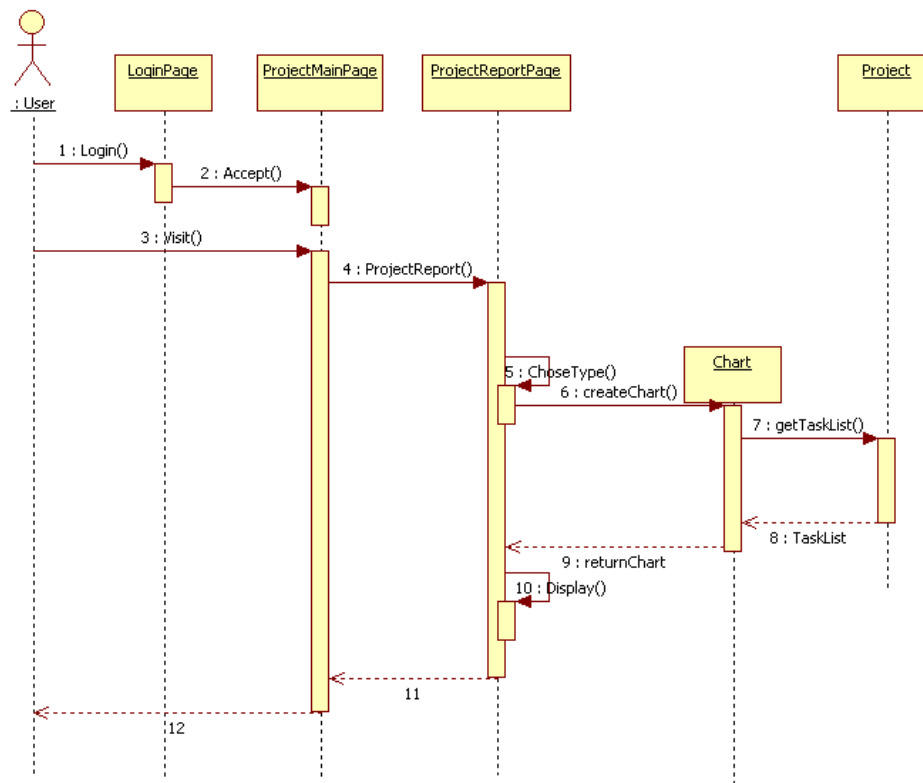 : User
LoginPage
ProjectMainPage
ProjectReportPage
Project
1 : Login()
2 : Accept()
3 : Visit()
4 : ProjectReport()
Chart
5 : ChoseType()
6 : createChart()
7 : getTaskList()
8 : TaskList
9 : returnChart
10 : Display()
11
12